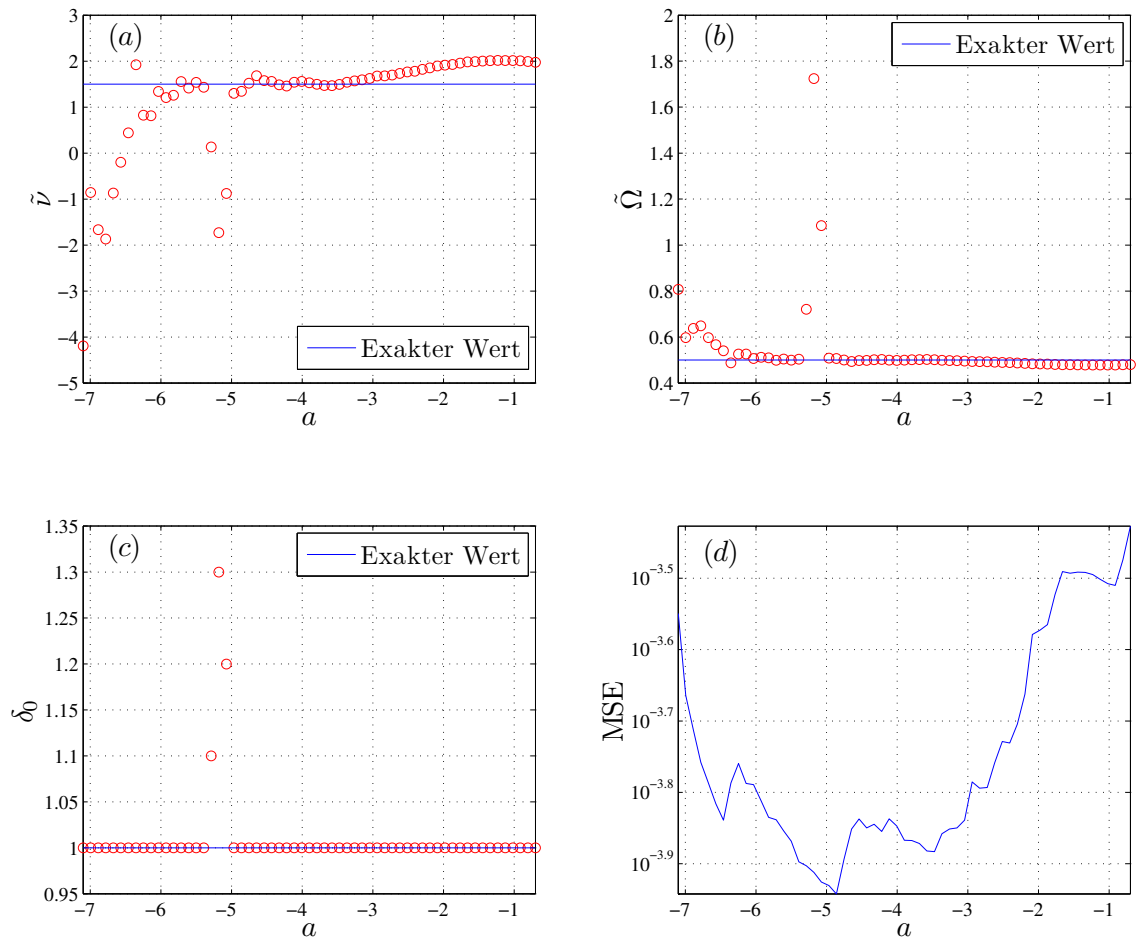 (a)
2
3
2
1
0
−1
−2
−3
−4
−5
ν̃
Exakter Wert
−7 −6 −5 −4 −3 −2 −1
a
(b)
2
1.8
1.6
1.4
1.2
1
0.8
0.6
0.4
Ω̃
Exakter Wert
−7 −6 −5 −4 −3 −2 −1
a
(c)
1.35
1.3
1.25
1.2
1.15
1.1
1.05
1
0.95
δ0
Exakter Wert
−7 −6 −5 −4 −3 −2 −1
a
(d)
10−3.5
10−3.6
10−3.7
10−3.8
10−3.9
MSE
−7 −6 −5 −4 −3 −2 −1
a